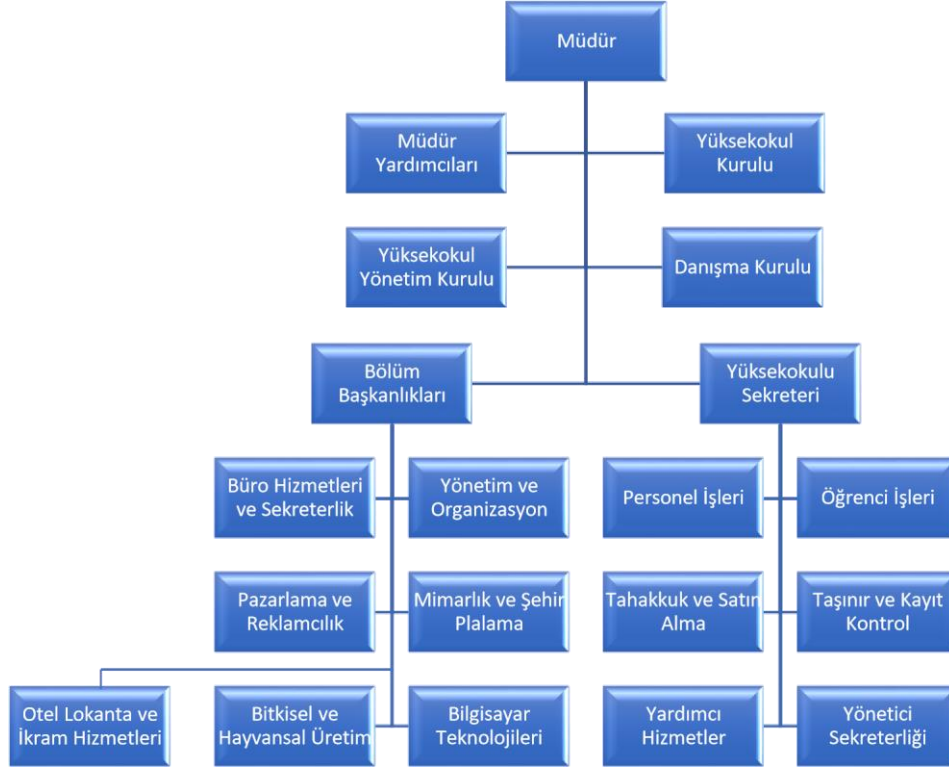 Müdür
Müdür
Yardımcıları
Yüksekokul
Kurulu
Yüksekokul
Yönetim Kurulu
Danışma Kurulu
Bölüm
Başkanlıkları
Yüksekokulu
Sekreteri
Büro Hizmetleri
ve Sekreterlik
Yönetim ve
Organizasyon
Personel İşleri
Öğrenci İşleri
Pazarlama ve
Reklamcılık
Mimarlık ve Şehir
Plalama
Tahakkuk ve Satın
Alma
Taşınır ve Kayıt
Kontrol
Otel Lokanta ve
İkram Hizmetleri
Bitkisel ve
Hayvansal Üretim
Bilgisayar
Teknolojileri
Yardımcı
Hizmetler
Yönetici
Sekreterliği